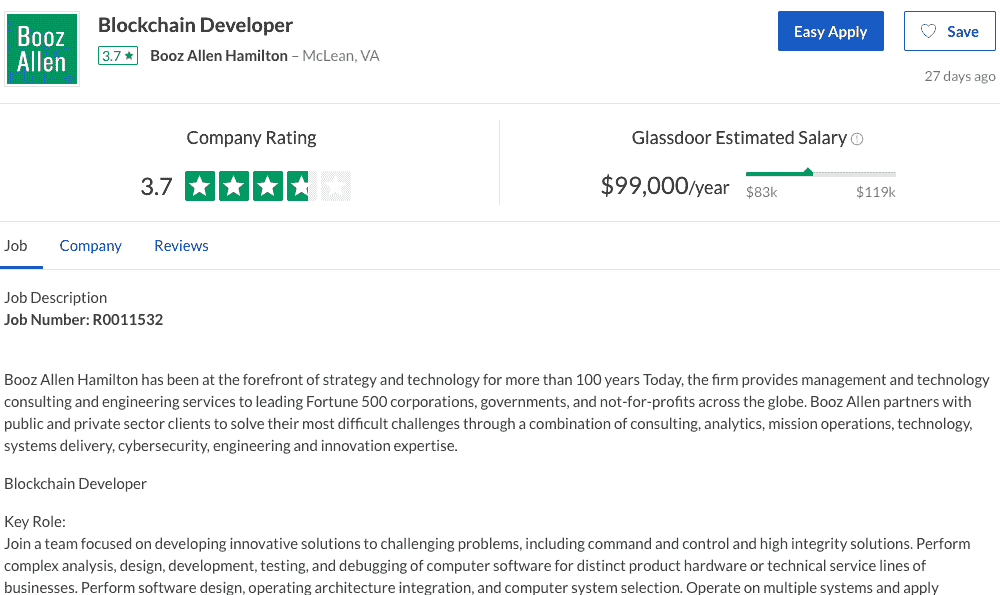 Booz
Allen
Blockchain Developer
3.7 ★ Booz Allen Hamilton – McLean, VA
Easy Apply
Save
27 days ago
Company Rating
3.7
Glassdoor Estimated Salary
$99,000/year
$83k
$119k
Job Company Reviews
Job Description
Job Number: R0011532
Booz Allen Hamilton has been at the forefront of strategy and technology for more than 100 years Today, the firm provides management and technology
consulting and engineering services to leading Fortune 500 corporations, governments, and not-for-profits across the globe. Booz Allen partners with
public and private sector clients to solve their most difficult challenges through a combination of consulting, analytics, mission operations, technology,
systems delivery, cybersecurity, engineering and innovation expertise.
Blockchain Developer
Key Role:
Join a team focused on developing innovative solutions to challenging problems, including command and control and high integrity solutions. Perform
complex analysis, design, development, testing, and debugging of computer software for distinct product hardware or technical service lines of
businesses. Perform software design, operating architecture integration, and computer system selection. Operate on multiple systems and apply